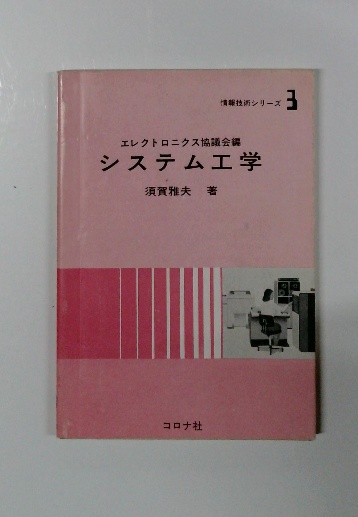 情報技術シリーズ 3
エレクトロニクス協議会編
システム工学
須賀雅夫 著
コロナ社